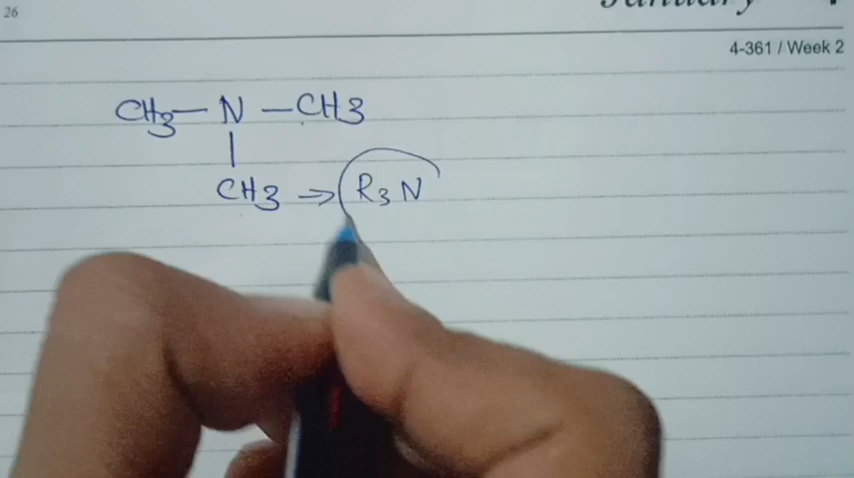 26
4-361 / Week 2
CH3 — N — CH3
|
CH3 → R3N